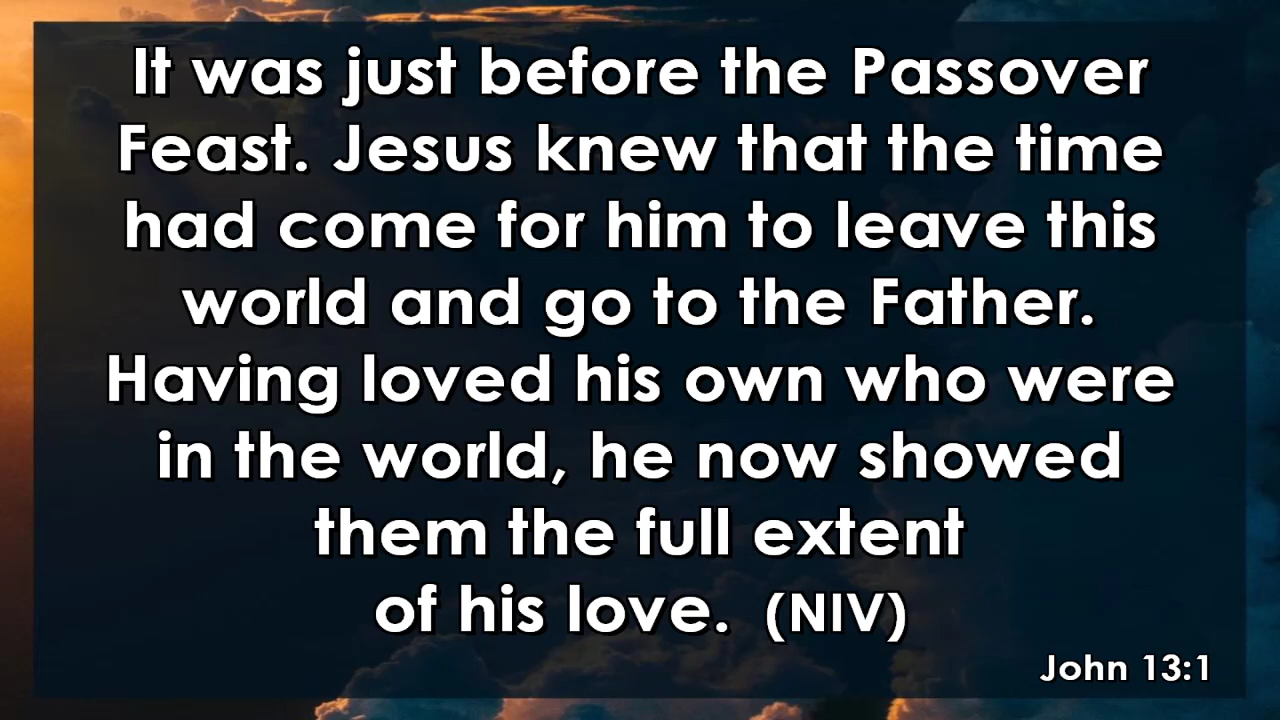 It was just before the Passover
Feast. Jesus knew that the time
had come for him to leave this
world and go to the Father.
Having loved his own who were
in the world, he now showed
them the full extent
of his love. (NIV)
John 13:1